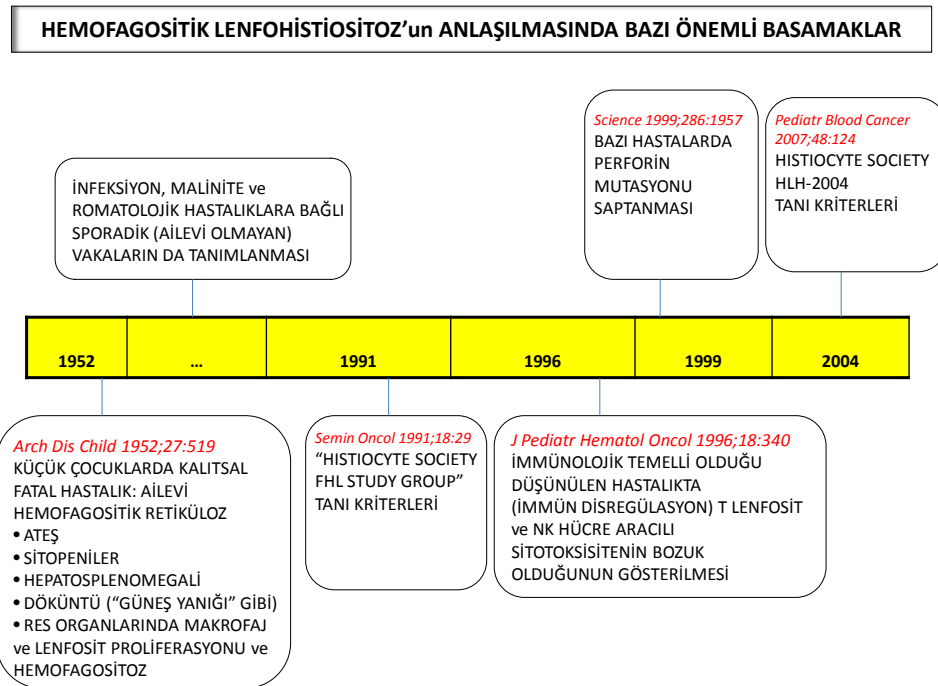 HEMOFAGOSİTİK LENFOHİSTİOSİTOZ’un ANLAŞILMASINDA BAZI ÖNEMLİ BASAMAKLAR
İNFEKSİYON, MALİNİTE ve
ROMATOLOJİK HASTALIKLARA BAĞLI
SPORADİK (AİLEVİ OLMAYAN)
VAKALARIN DA TANIMLANMASI
Science 1999;286:1957
BAZI HASTALARDA
PERFORİN
MUTASYONU
SAPTANMASI
Pediatr Blood Cancer
2007;48:124
HISTIOCYTE SOCIETY
HLH-2004
TANI KRİTERLERİ
1952 ... 1991 1996 1999 2004
Arch Dis Child 1952;27:519
KÜÇÜK ÇOCUKLARDA KALITSAL
FATAL HASTALIK: AİLEVİ
HEMOFAGOSİTİK RETİKÜLOZ
• ATEŞ
• SİTOPENİLER
• HEPATOSPLENOMEGALİ
• DÖKÜNTÜ (“GÜNEŞ YANIĞI” GİBİ)
• RES ORGANLARINDA MAKROFAJ
ve LENFOSİT PROLİFERASYONU ve
HEMOFAGOSİTOZ
Semin Oncol 1991;18:29
“HISTIOCYTE SOCIETY
FHL STUDY GROUP”
TANI KRİTERLERİ
J Pediatr Hematol Oncol 1996;18:340
İMMÜNOLOJİK TEMELLİ OLDUĞU
DÜŞÜNÜLEN HASTALIKTA
(İMMÜN DİSREGÜLASYON) T LENFOSİT
ve NK HÜCRE ARACILI
SİTOTOKSİSİTENİN BOZUK
OLDUĞUNUN GÖSTERİLMESİ